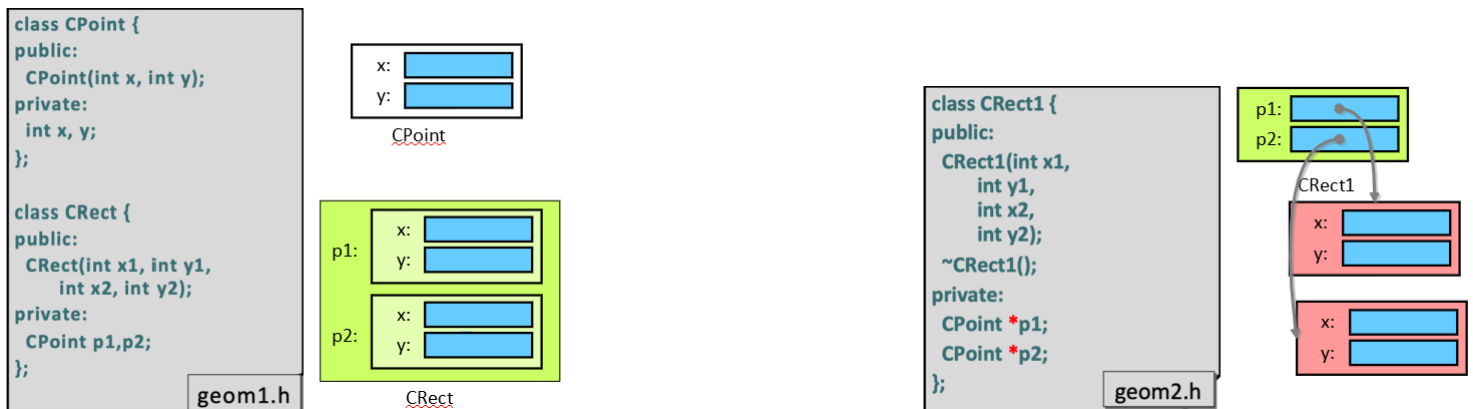 class CPoint {
public:
CPoint(int x, int y);
private:
int x, y;
};
class CRect {
public:
CRect(int x1, int y1,
int x2, int y2);
private:
CPoint p1,p2;
};
geom1.h
x:
y:
CPoint
p1:
x:
y:
p2:
x:
y:
CRect
class CRect1 {
public:
CRect1(int x1,
int y1,
int x2,
int y2);
~CRect1();
private:
CPoint *p1;
CPoint *p2;
};
geom2.h
p1:
p2:
CRect1
x:
y:
x:
y: